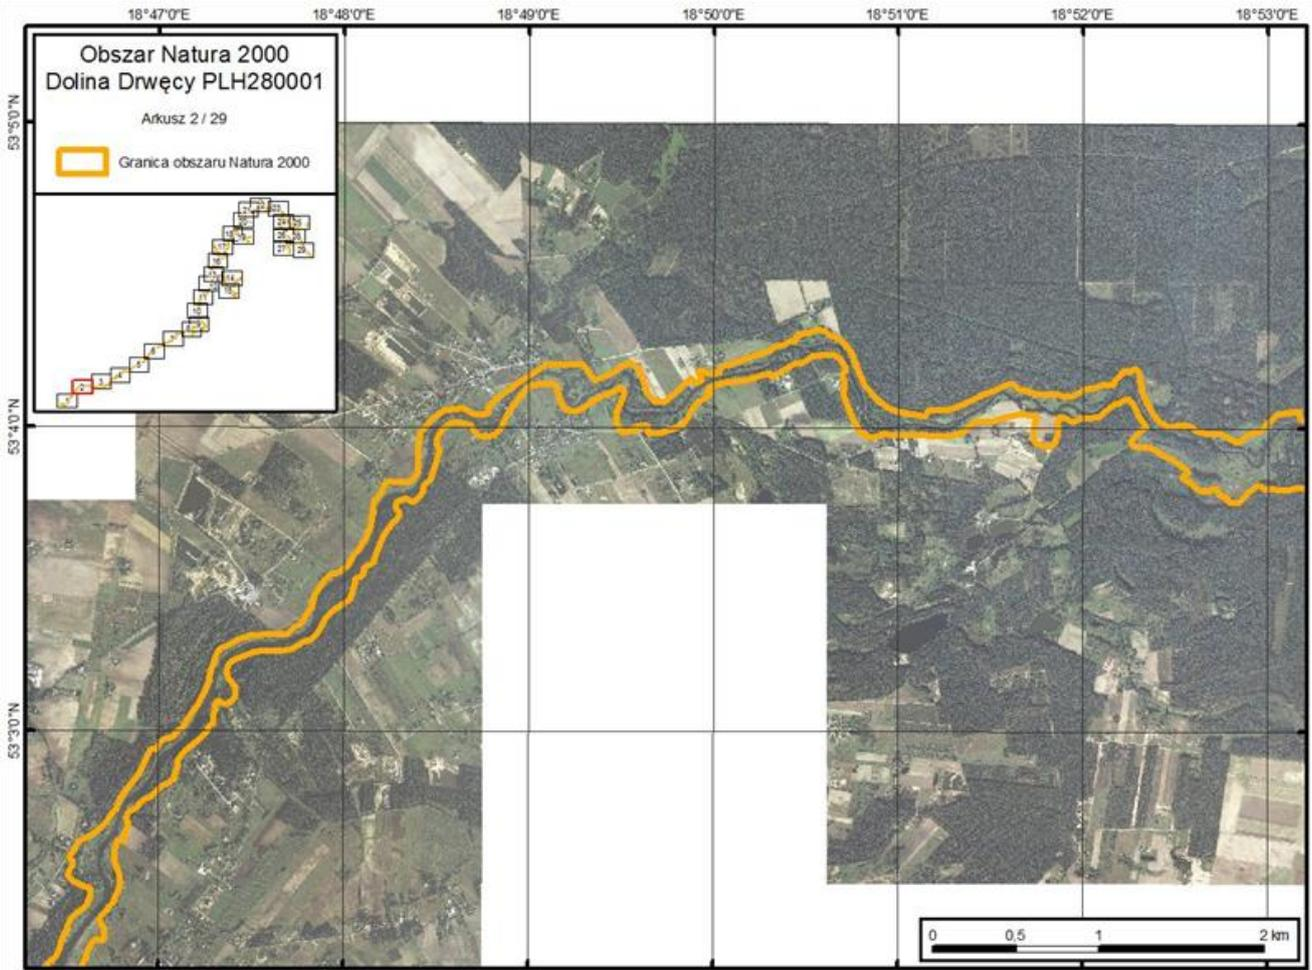 18°47'0"E 18°48'0"E 18°49'0"E 18°50'0"E 18°51'0"E 18°52'0"E 18°53'0"E
Obszar Natura 2000
Dolina Drwęcy PLH280001
Arkusz 2 / 29
Granica obszaru Natura 2000
53°5'0"N
53°4'0"N
53°3'0"N
0 0,5 1 2 km